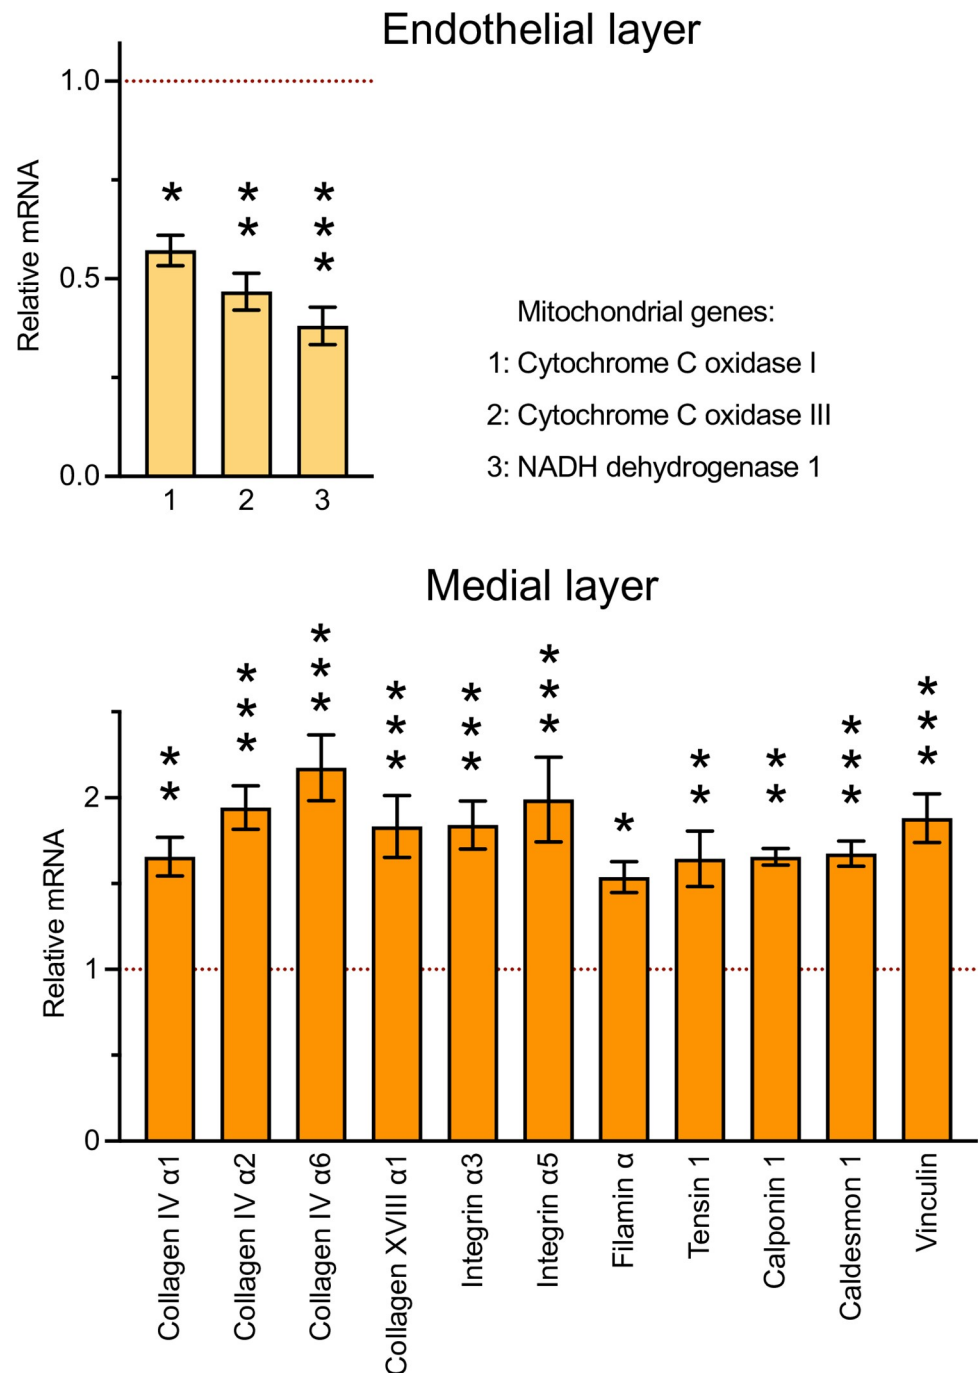 Endothelial layer
Relative mRNA
1.0
0.5
0.0
*
**
***
1
2
3
Mitochondrial genes:
1: Cytochrome C oxidase I
2: Cytochrome C oxidase III
3: NADH dehydrogenase 1
Medial layer
Relative mRNA
2
1
0
**
***
***
***
***
***
*
**
**
***
***
Collagen IV α1
Collagen IV α2
Collagen IV α6
Collagen XVIII α1
Integrin α3
Integrin α5
Filamin α
Tensin 1
Calponin 1
Caldesmon 1
Vinculin